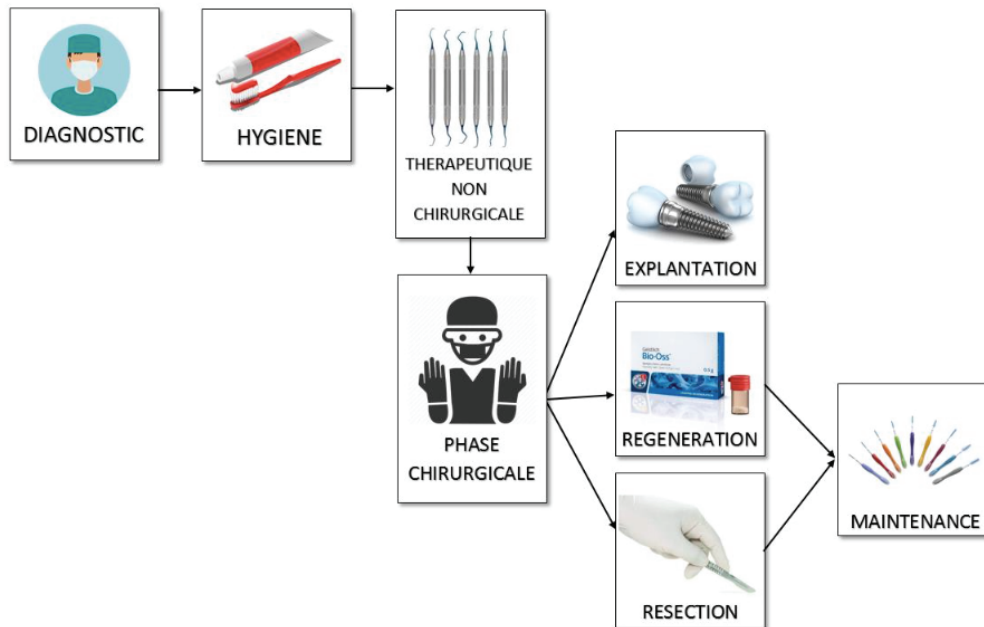 DIAGNOSTIC
HYGIENE
THERAPEUTIQUE
NON
CHIRURGICALE
PHASE
CHIRURGICALE
EXPLANTATION
Bio-Oss
REGENERATION
RESECTION
MAINTENANCE